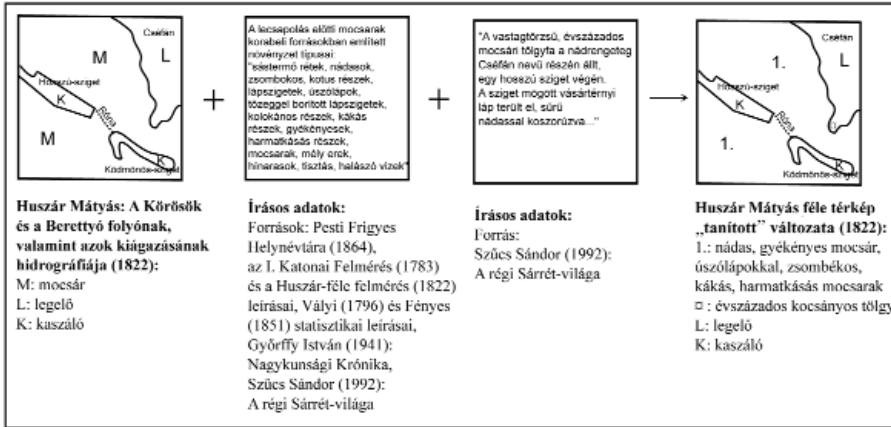 M
Cséfán
L
Hosszú-sziget
K
Róna
M
K
Ködmönös-sziget
+
A lecsapolás előtti mocsarak
korabeli forrásokban említett
növényzet típusai:
"sástermő rétek, nádasok,
zsombokos, kotus részek,
lápszigetek, úszólápok,
tőzeggel borított lápszigetek,
kolokános részek, kákás
részek, gyékényesek,
harmatkásás részek,
mocsarak, mély erek,
hínarasok, tisztás, halászó vizek"
+
"A vastagtörzsű, évszázados
mocsári tölgyfa a nádrengeteg
Cséfán nevű részén állt,
egy hosszú sziget végén.
A sziget mögött vásártérnyi
láp terült el, sűrű
nádassal koszorúzva..."
→
1.
Cséfán
L
Hosszú-sziget
K
Róna
1.
K
Ködmönös-sziget
Huszár Mátyás: A Körösök
és a Berettyó folyónak,
valamint azok kiágazásának
hidrográfiája (1822):
M: mocsár
L: legelő
K: kaszáló
Írásos adatok:
Források: Pesti Frigyes
Helynévtára (1864),
az I. Katonai Felmérés (1783)
és a Huszár-féle felmérés (1822)
leírásai, Vályi (1796) és Fényes
(1851) statisztikai leírásai,
Győrffy István (1941):
Nagykunsági Krónika,
Szűcs Sándor (1992):
A régi Sárrét-világa
Írásos adatok:
Forrás:
Szűcs Sándor (1992):
A régi Sárrét-világa
Huszár Mátyás féle térkép
„tanított” változata (1822):
1.: nádas, gyékényes mocsár,
úszólápokkal, zsombékos,
kákás, harmatkásás mocsarak
¤ : évszázados kocsányos tölgy
L: legelő
K: kaszáló